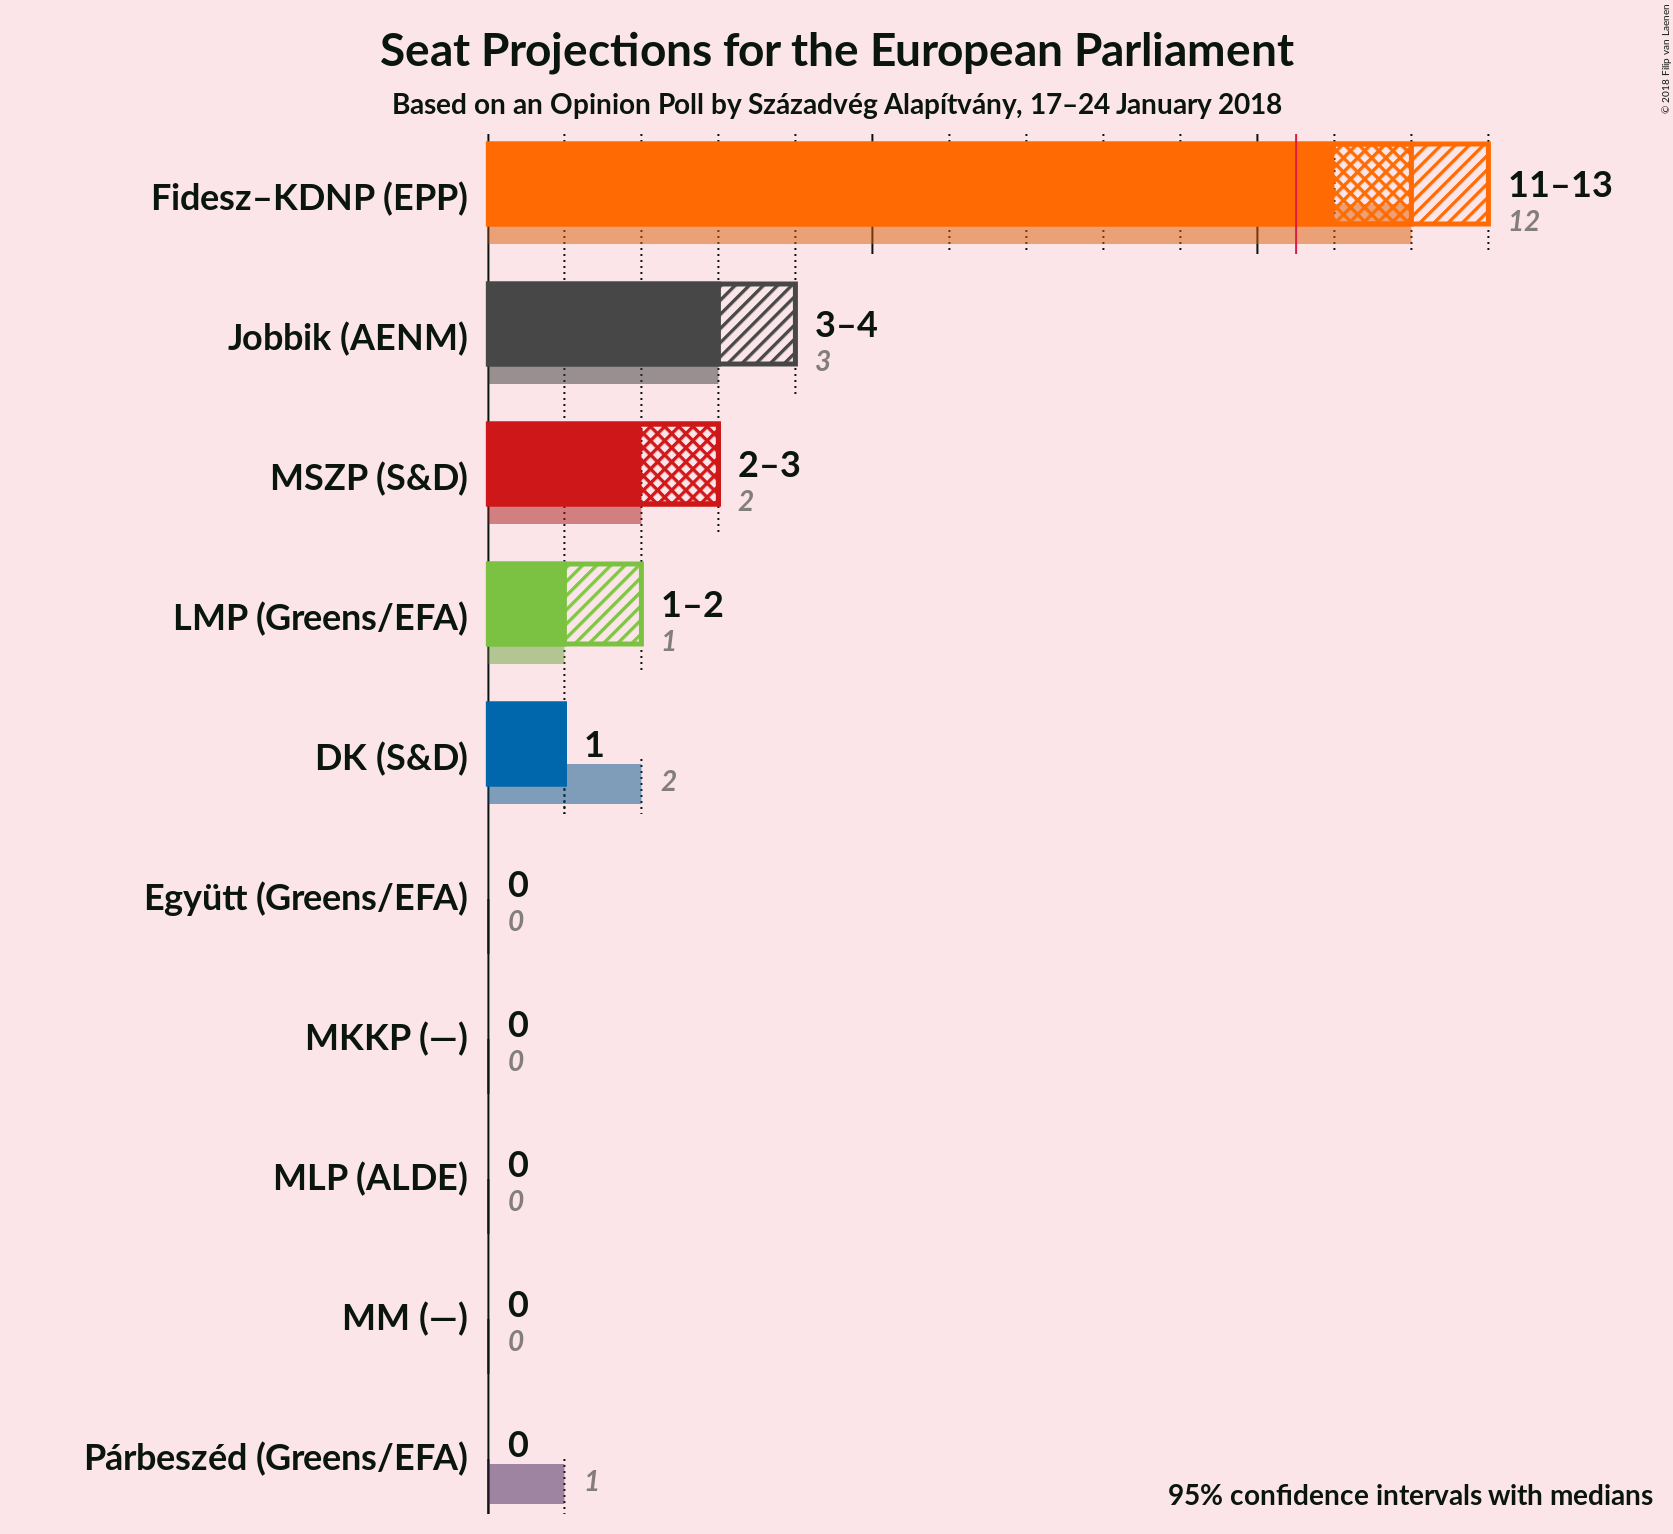 Seat Projections for the European Parliament
Based on an Opinion Poll by Századvég Alapítvány, 17–24 January 2018
© 2018 Filip van Laenen
Fidesz–KDNP (EPP)
11–13
12
Jobbik (AENM)
3–4
3
MSZP (S&D)
2–3
2
LMP (Greens/EFA)
1–2
1
DK (S&D)
1
2
Együtt (Greens/EFA)
0
0
MKKP (—)
0
0
MLP (ALDE)
0
0
MM (—)
0
0
Párbeszéd (Greens/EFA)
0
1
95% confidence intervals with medians